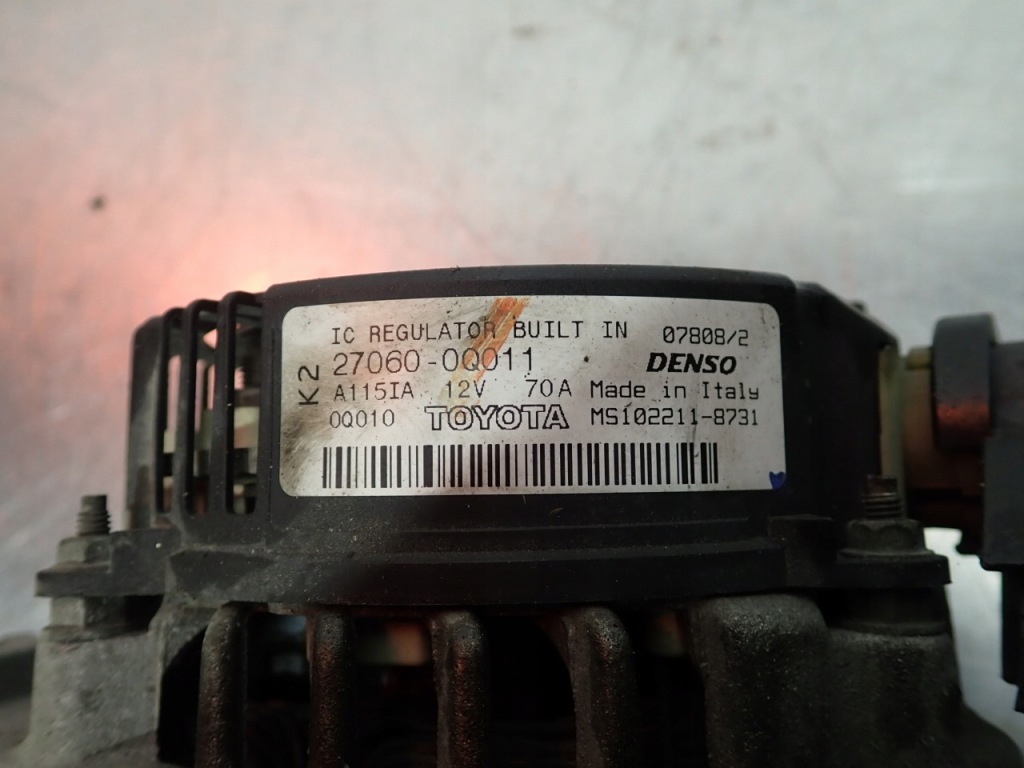 IC REGULATOR BUILT IN 07808/2
K2
27060-0Q011 DENSO
A115IA 12V 70A Made in Italy
0Q010 TOYOTA MS102211-8731